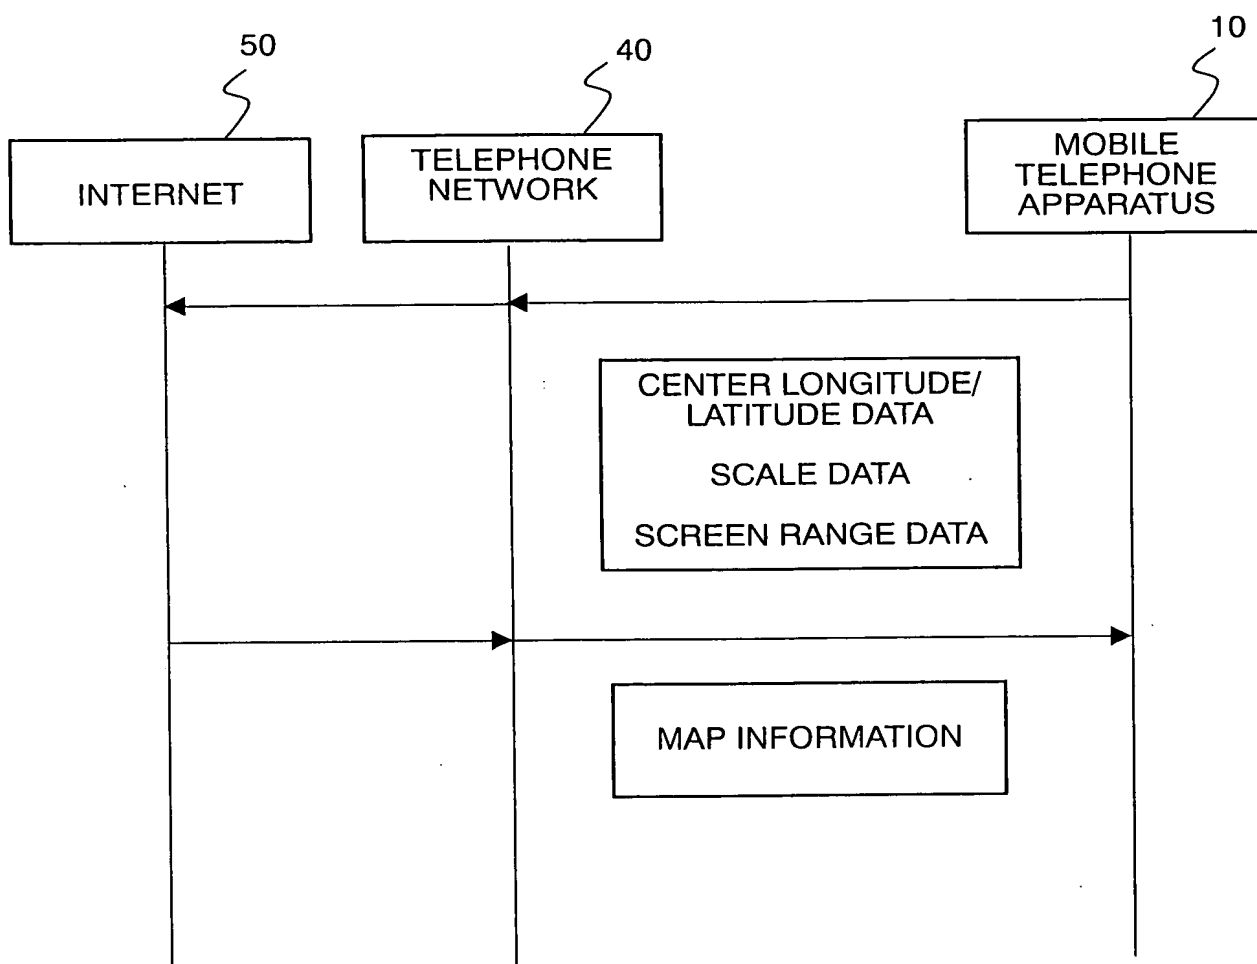 50
40
10
INTERNET
TELEPHONE
NETWORK
MOBILE
TELEPHONE
APPARATUS
CENTER LONGITUDE/
LATITUDE DATA
SCALE DATA
SCREEN RANGE DATA
MAP INFORMATION